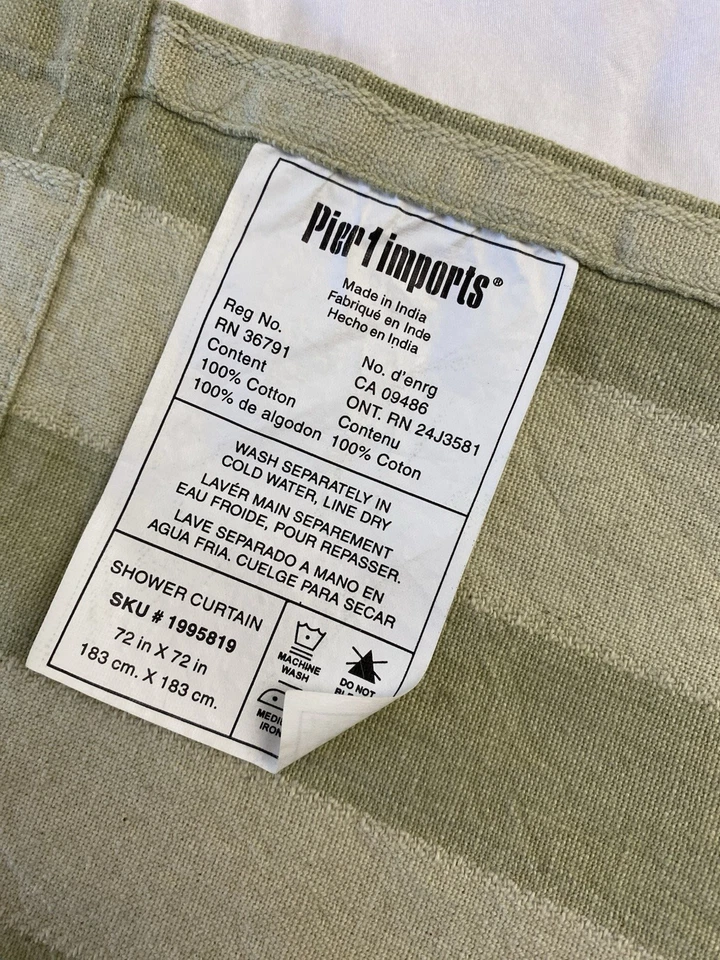 Pier 1 imports®
Made in India
Fabriqué en Inde
Hecho en India
Reg No.
RN 36791
Content
100% Cotton
100% de algodon
No. d'enrg
CA 09486
ONT. RN 24J3581
Contenu
100% Coton
WASH SEPARATELY IN
COLD WATER, LINE DRY
LAVÉR MAIN SEPAREMENT
EAU FROIDE, POUR REPASSER.
LAVE SEPARADO A MANO EN
AGUA FRIA. CUELGE PARA SECAR
SHOWER CURTAIN
SKU # 1995819
72 in X 72 in
183 cm. X 183 cm.
MACHINE
WASH
DO NOT
IRON